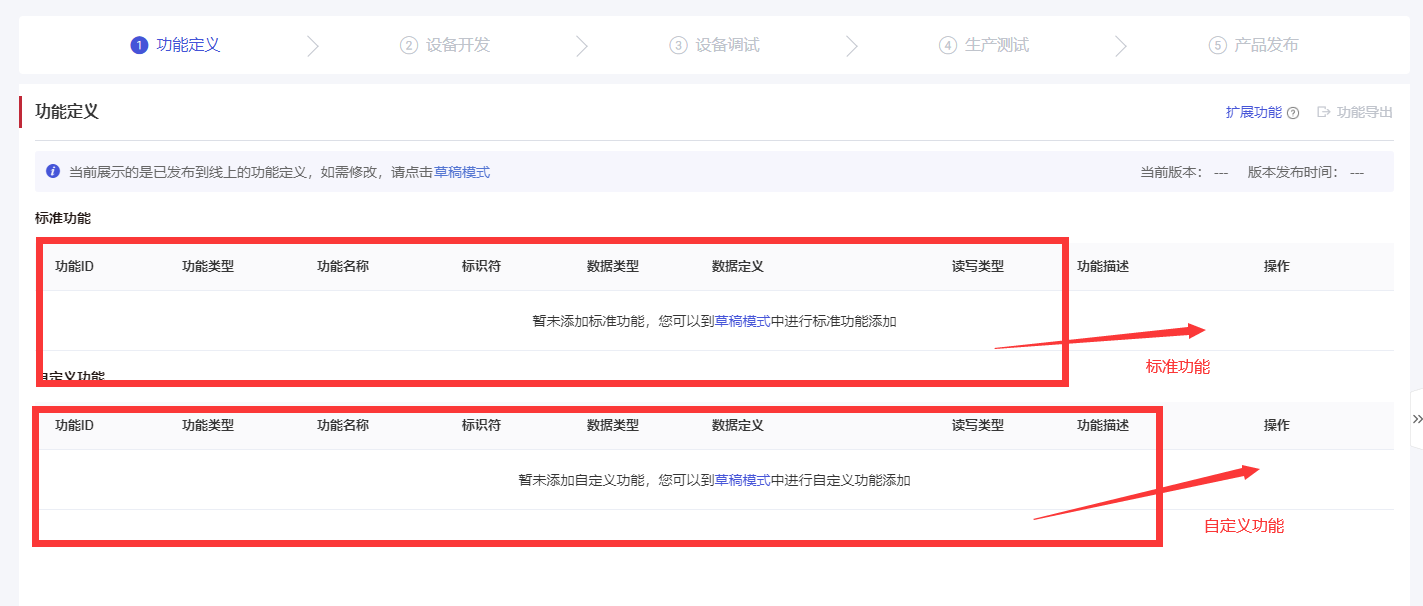 1 功能定义 2 设备开发 3 设备调试 4 生产测试 5 产品发布
功能定义 扩展功能 ? 功能导出
i 当前展示的是已发布到线上的功能定义，如需修改，请点击草稿模式 当前版本： --- 版本发布时间： ---
标准功能
功能ID 功能类型 功能名称 标识符 数据类型 数据定义 读写类型 功能描述 操作
暂未添加标准功能，您可以到草稿模式中进行标准功能添加
标准功能
自定义功能
功能ID 功能类型 功能名称 标识符 数据类型 数据定义 读写类型 功能描述 操作
暂未添加自定义功能，您可以到草稿模式中进行自定义功能添加
自定义功能